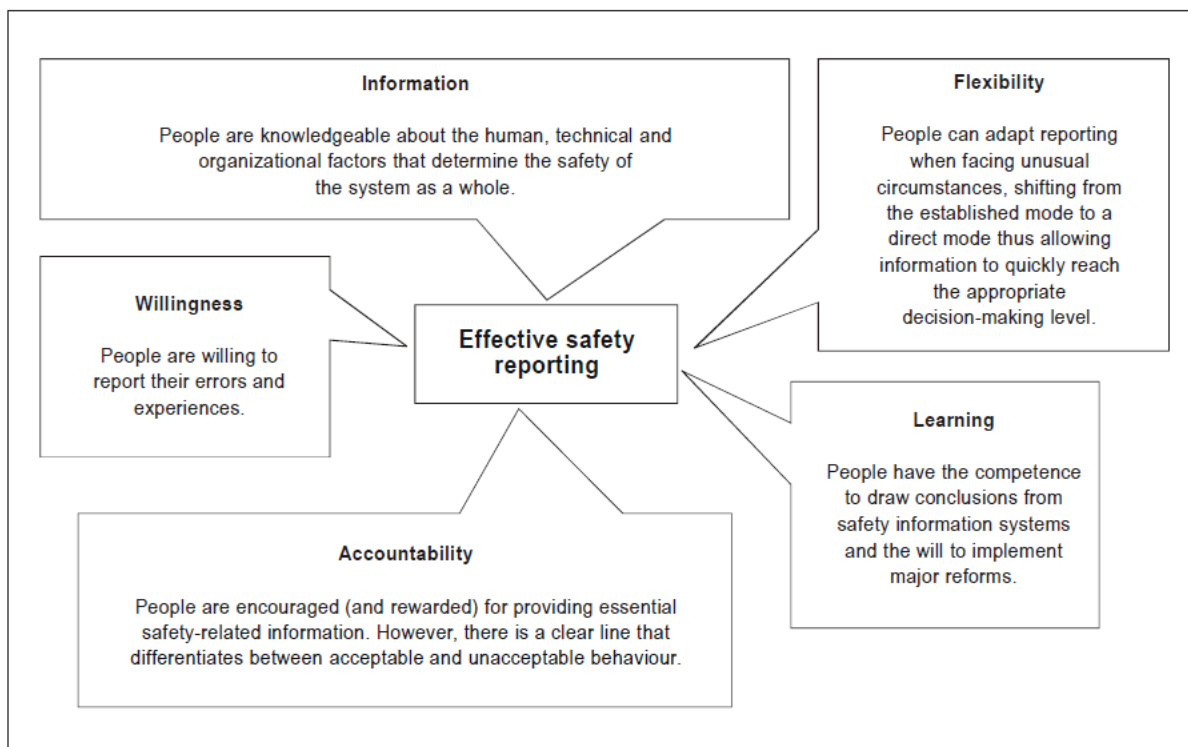 Information
People are knowledgeable about the human, technical and
organizational factors that determine the safety of
the system as a whole.
Flexibility
People can adapt reporting
when facing unusual
circumstances, shifting from
the established mode to a
direct mode thus allowing
information to quickly reach
the appropriate
decision-making level.
Willingness
People are willing to
report their errors and
experiences.
Effective safety
reporting
Learning
People have the competence
to draw conclusions from
safety information systems
and the will to implement
major reforms.
Accountability
People are encouraged (and rewarded) for providing essential
safety-related information. However, there is a clear line that
differentiates between acceptable and unacceptable behaviour.